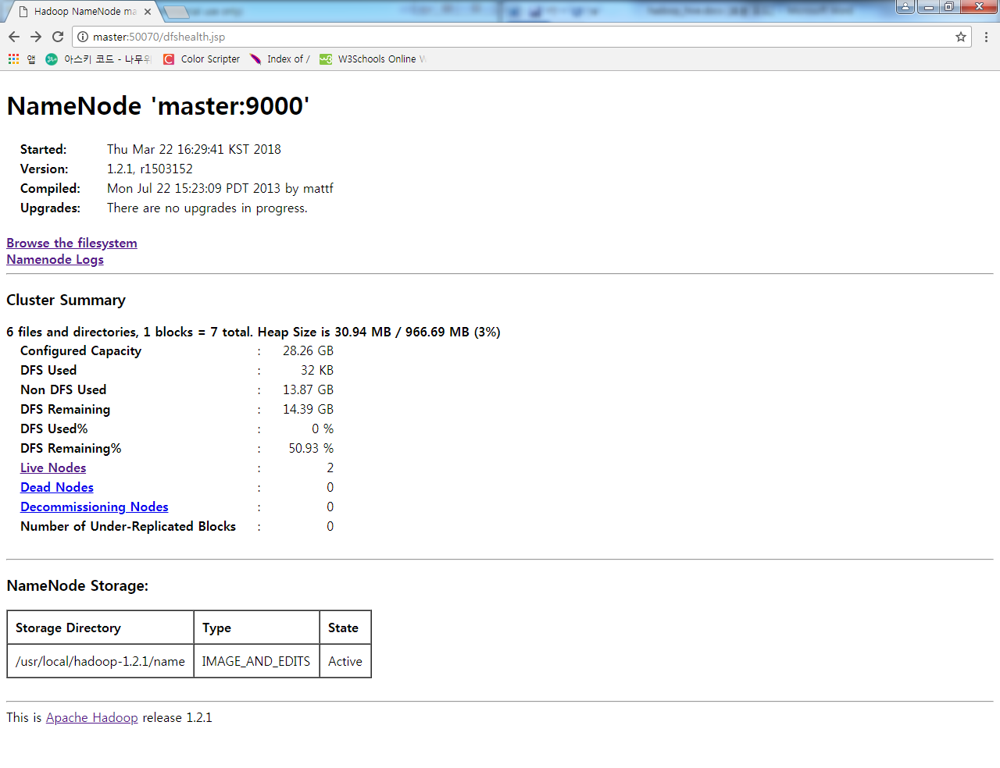 Hadoop NameNode ma
master:50070/dfshealth.jsp
앱 아스키 코드 - 나무위 Color Scripter Index of / W3Schools Online W
NameNode 'master:9000'
Started: Thu Mar 22 16:29:41 KST 2018
Version: 1.2.1, r1503152
Compiled: Mon Jul 22 15:23:09 PDT 2013 by mattf
Upgrades: There are no upgrades in progress.
Browse the filesystem
Namenode Logs
Cluster Summary
6 files and directories, 1 blocks = 7 total. Heap Size is 30.94 MB / 966.69 MB (3%)
Configured Capacity : 28.26 GB
DFS Used : 32 KB
Non DFS Used : 13.87 GB
DFS Remaining : 14.39 GB
DFS Used% : 0 %
DFS Remaining% : 50.93 %
Live Nodes : 2
Dead Nodes : 0
Decommissioning Nodes : 0
Number of Under-Replicated Blocks : 0
NameNode Storage:
Storage Directory Type State
/usr/local/hadoop-1.2.1/name IMAGE_AND_EDITS Active
This is Apache Hadoop release 1.2.1